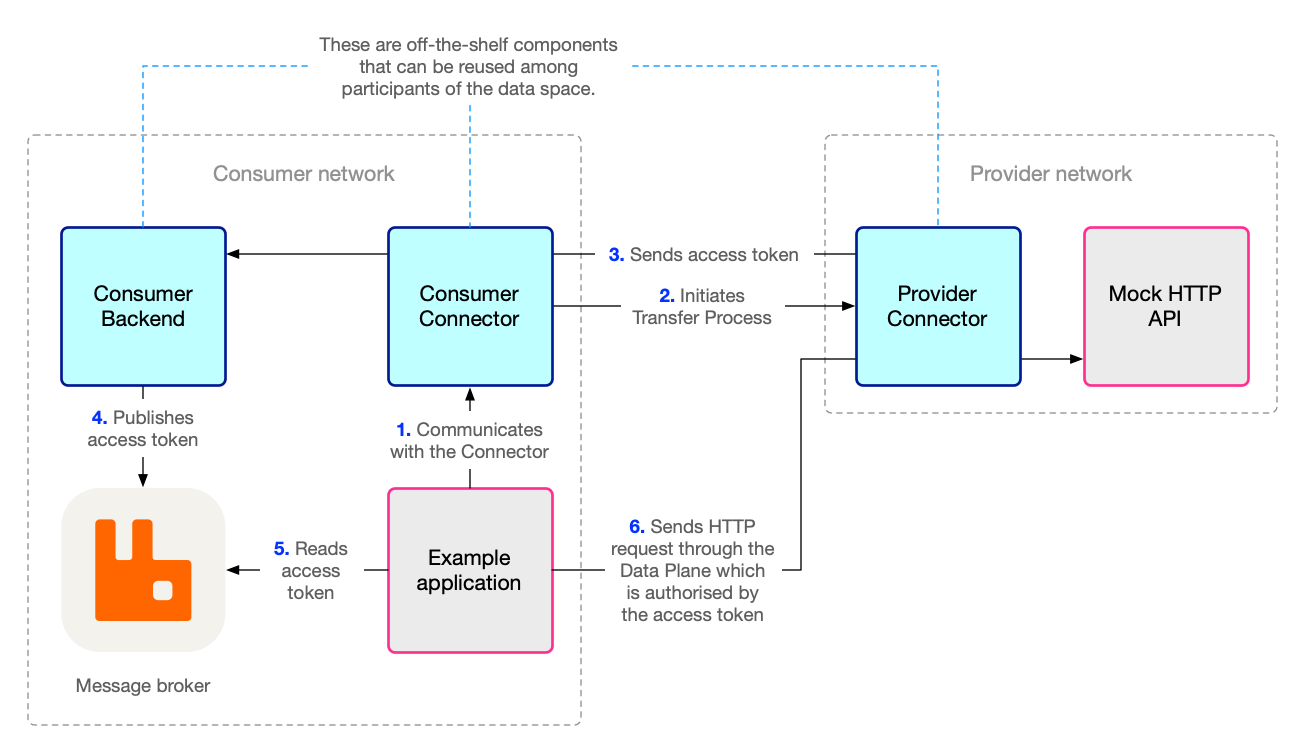 These are off-the-shelf components
that can be reused among
participants of the data space.
Consumer network
Provider network
Consumer
Backend
Consumer
Connector
3. Sends access token
2. Initiates
Transfer Process
Provider
Connector
Mock HTTP
API
4. Publishes
access token
1. Communicates
with the Connector
5. Reads
access
token
Example
application
6. Sends HTTP
request through the
Data Plane which
is authorised by
the access token
Message broker